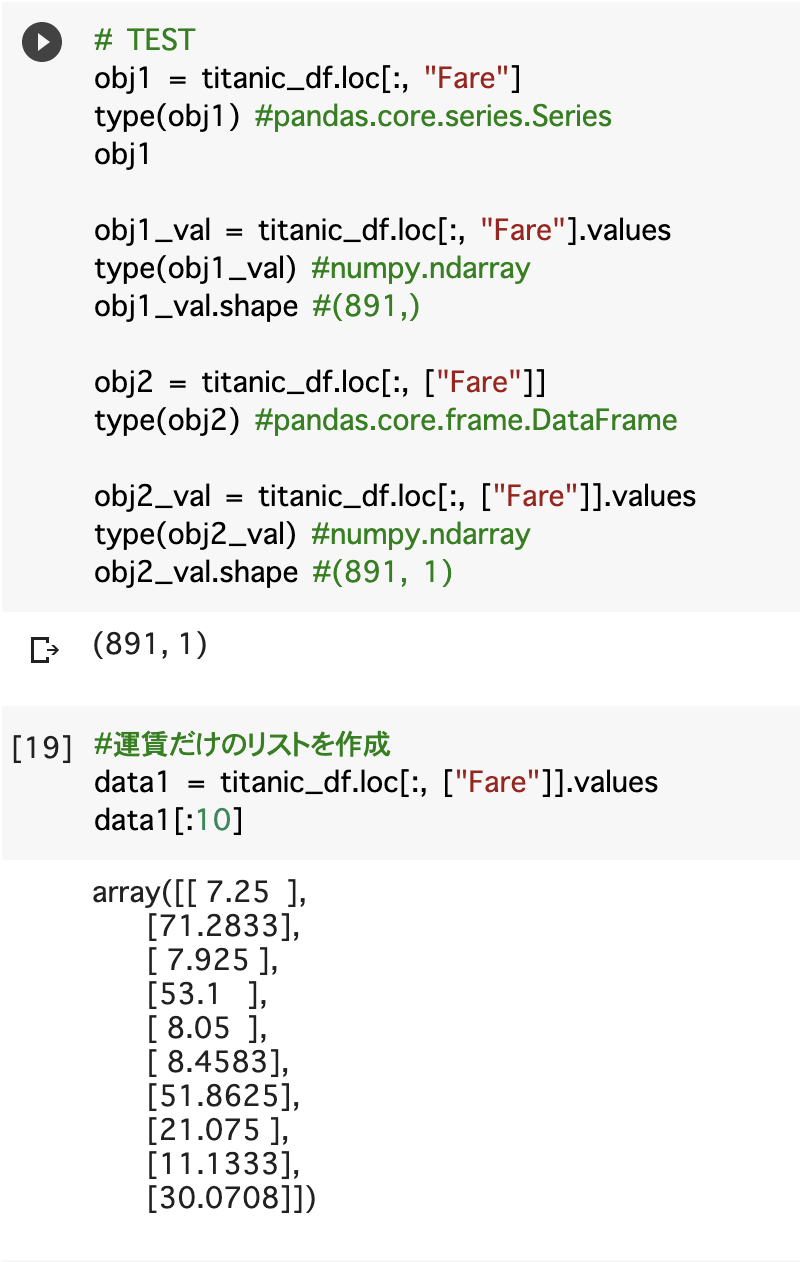 # TEST
obj1 = titanic_df.loc[:, "Fare"]
type(obj1) #pandas.core.series.Series
obj1
obj1_val = titanic_df.loc[:, "Fare"].values
type(obj1_val) #numpy.ndarray
obj1_val.shape #(891,)
obj2 = titanic_df.loc[:, ["Fare"]]
type(obj2) #pandas.core.frame.DataFrame
obj2_val = titanic_df.loc[:, ["Fare"]].values
type(obj2_val) #numpy.ndarray
obj2_val.shape #(891, 1)
(891, 1)
[19] #運賃だけのリストを作成
data1 = titanic_df.loc[:, ["Fare"]].values
data1[:10]
array([[ 7.25  ],
[71.2833],
[ 7.925 ],
[53.1   ],
[ 8.05  ],
[ 8.4583],
[51.8625],
[21.075 ],
[11.1333],
[30.0708]])